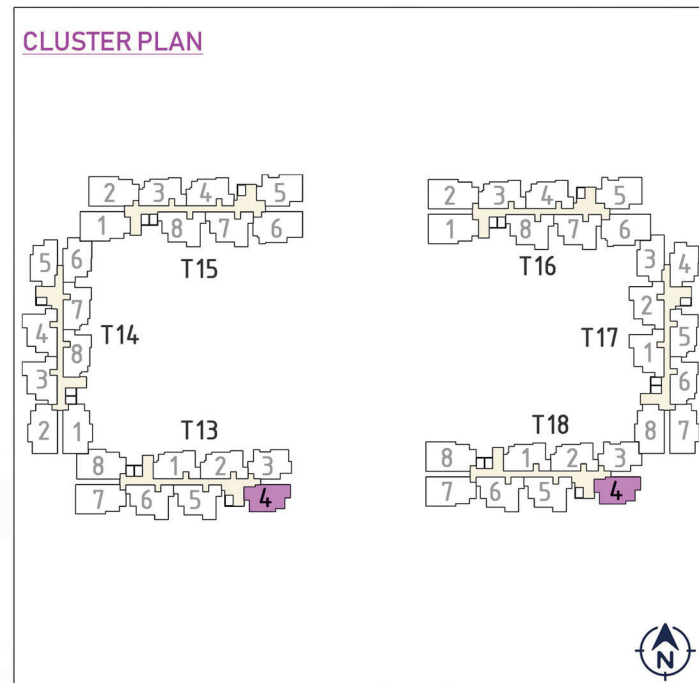 CLUSTER PLAN
2 3 4 5
1 8 7 6
T15
2 3 4 5
1 8 7 6
T16
5 6
4 7
3 8
2 1
T14
3 4
2 5
1 6
8 7
T17
T13
8 1 2 3
7 6 5 4
T18
8 1 2 3
7 6 5 4
N